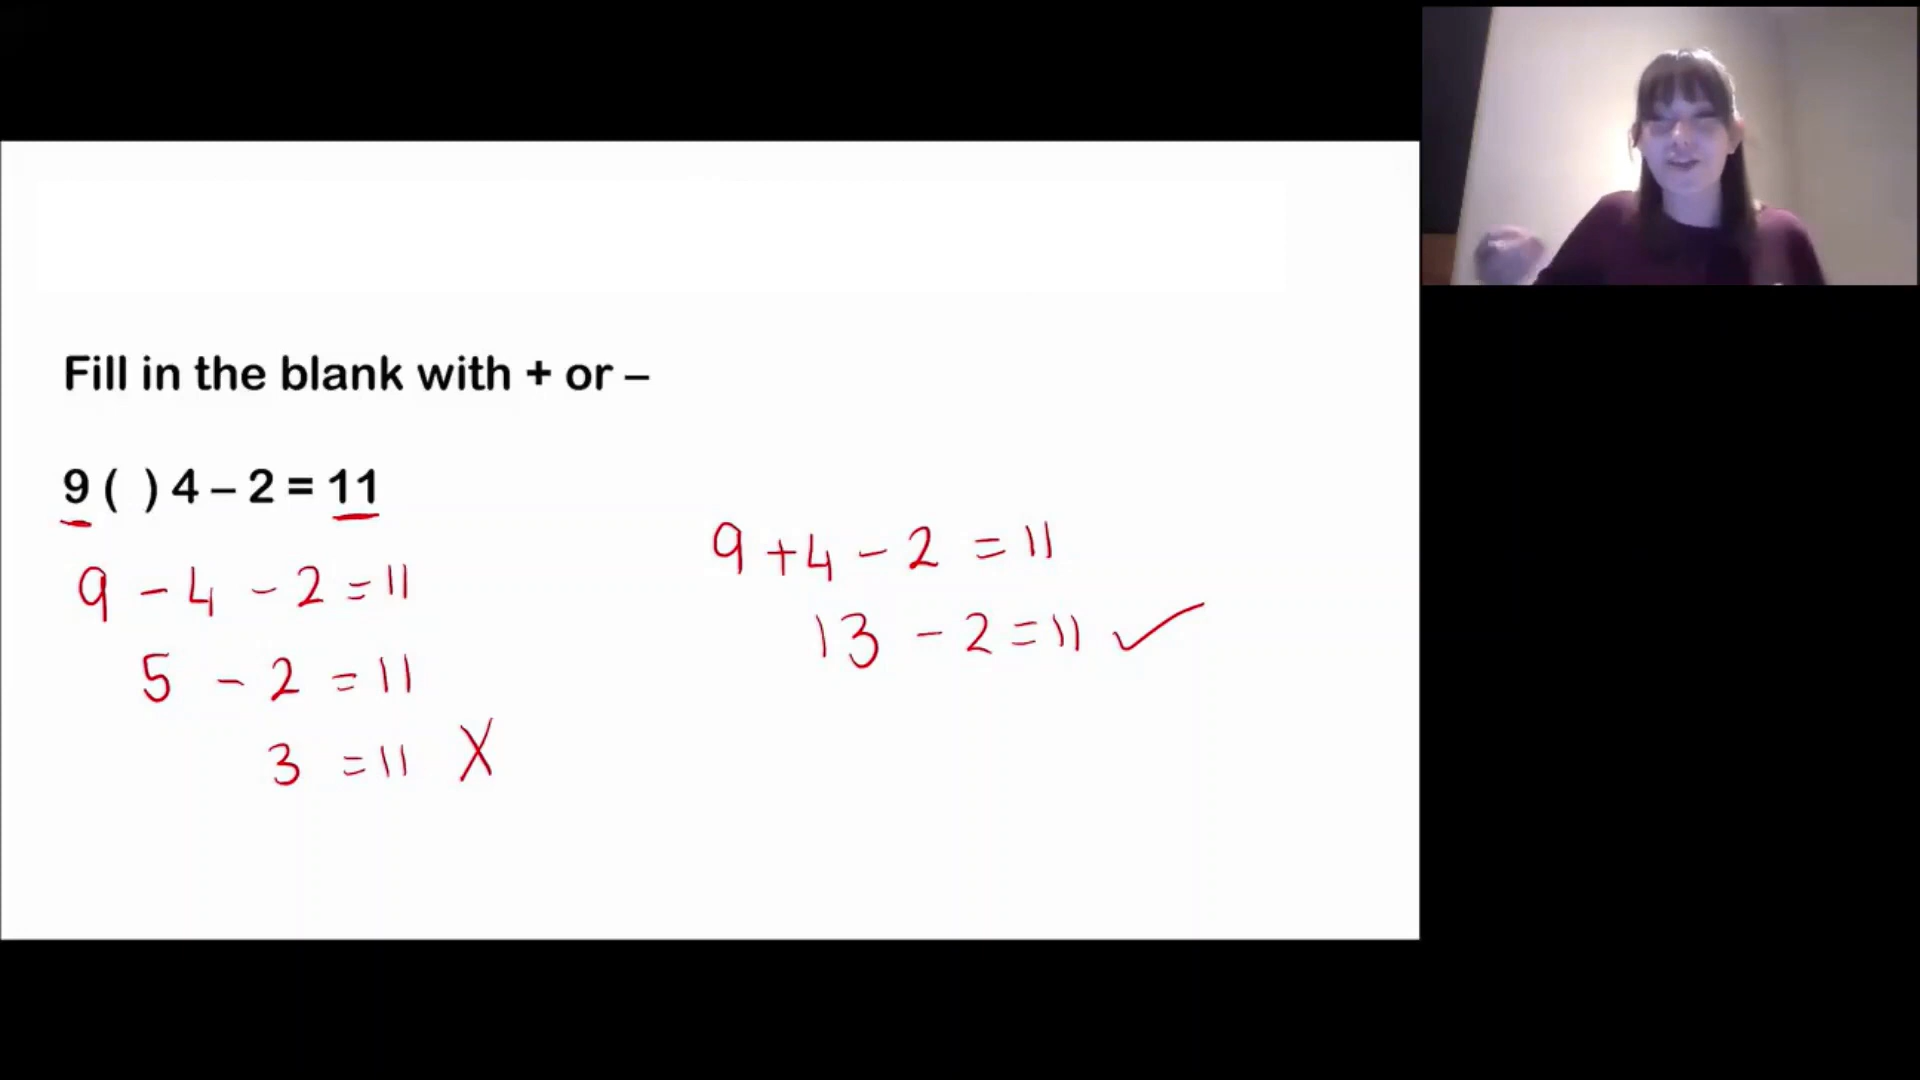 Fill in the blank with + or –
9 ( ) 4 – 2 = 11
9 - 4 - 2 = 11
5 - 2 = 11
3 = 11 X
9 + 4 - 2 = 11
13 - 2 = 11 ✓